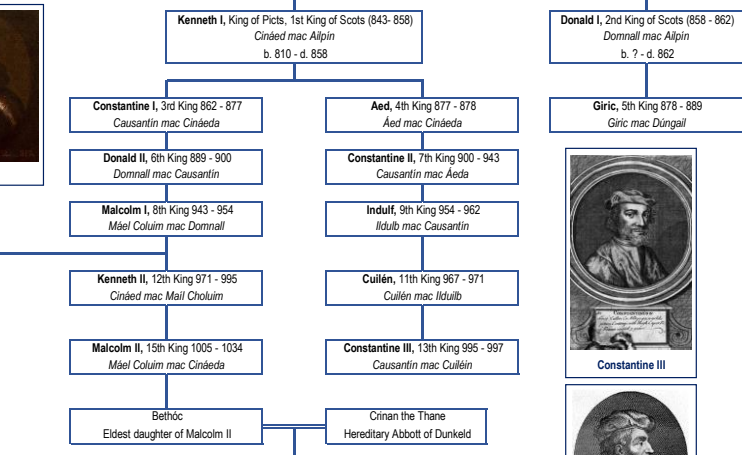 Kenneth I, King of Picts, 1st King of Scots (843- 858)
Cináed mac Ailpín
b. 810 - d. 858
Donald I, 2nd King of Scots (858 - 862)
Domnall mac Ailpín
b. ? - d. 862
Constantine I, 3rd King 862 - 877
Causantín mac Cináeda
Aed, 4th King 877 - 878
Áed mac Cináeda
Giric, 5th King 878 - 889
Giric mac Dúngail
Donald II, 6th King 889 - 900
Domnall mac Causantín
Constantine II, 7th King 900 - 943
Causantín mac Áeda
Malcolm I, 8th King 943 - 954
Máel Coluim mac Domnall
Indulf, 9th King 954 - 962
Ildulb mac Causantín
Kenneth II, 12th King 971 - 995
Cináed mac Maíl Choluim
Cuilén, 11th King 967 - 971
Cuilén mac Ilduilb
Malcolm II, 15th King 1005 - 1034
Máel Coluim mac Cináeda
Constantine III, 13th King 995 - 997
Causantín mac Cuiléin
Constantine III
Bethóc
Eldest daughter of Malcolm II
Crinan the Thane
Hereditary Abbott of Dunkeld